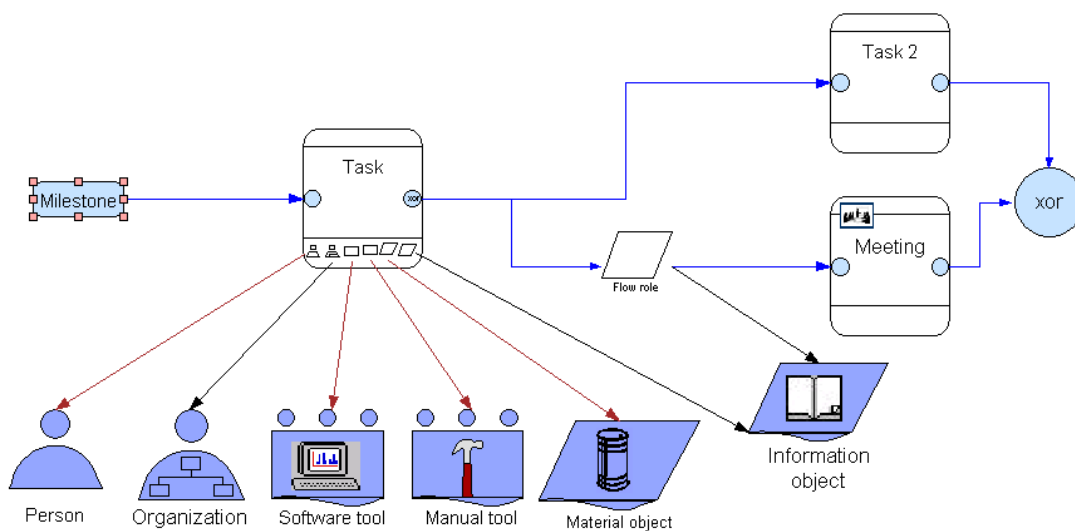 Task 2
Task
Milestone
xor
xor
Meeting
Flow role
Information
object
Person
Organization
Software tool
Manual tool
Material object